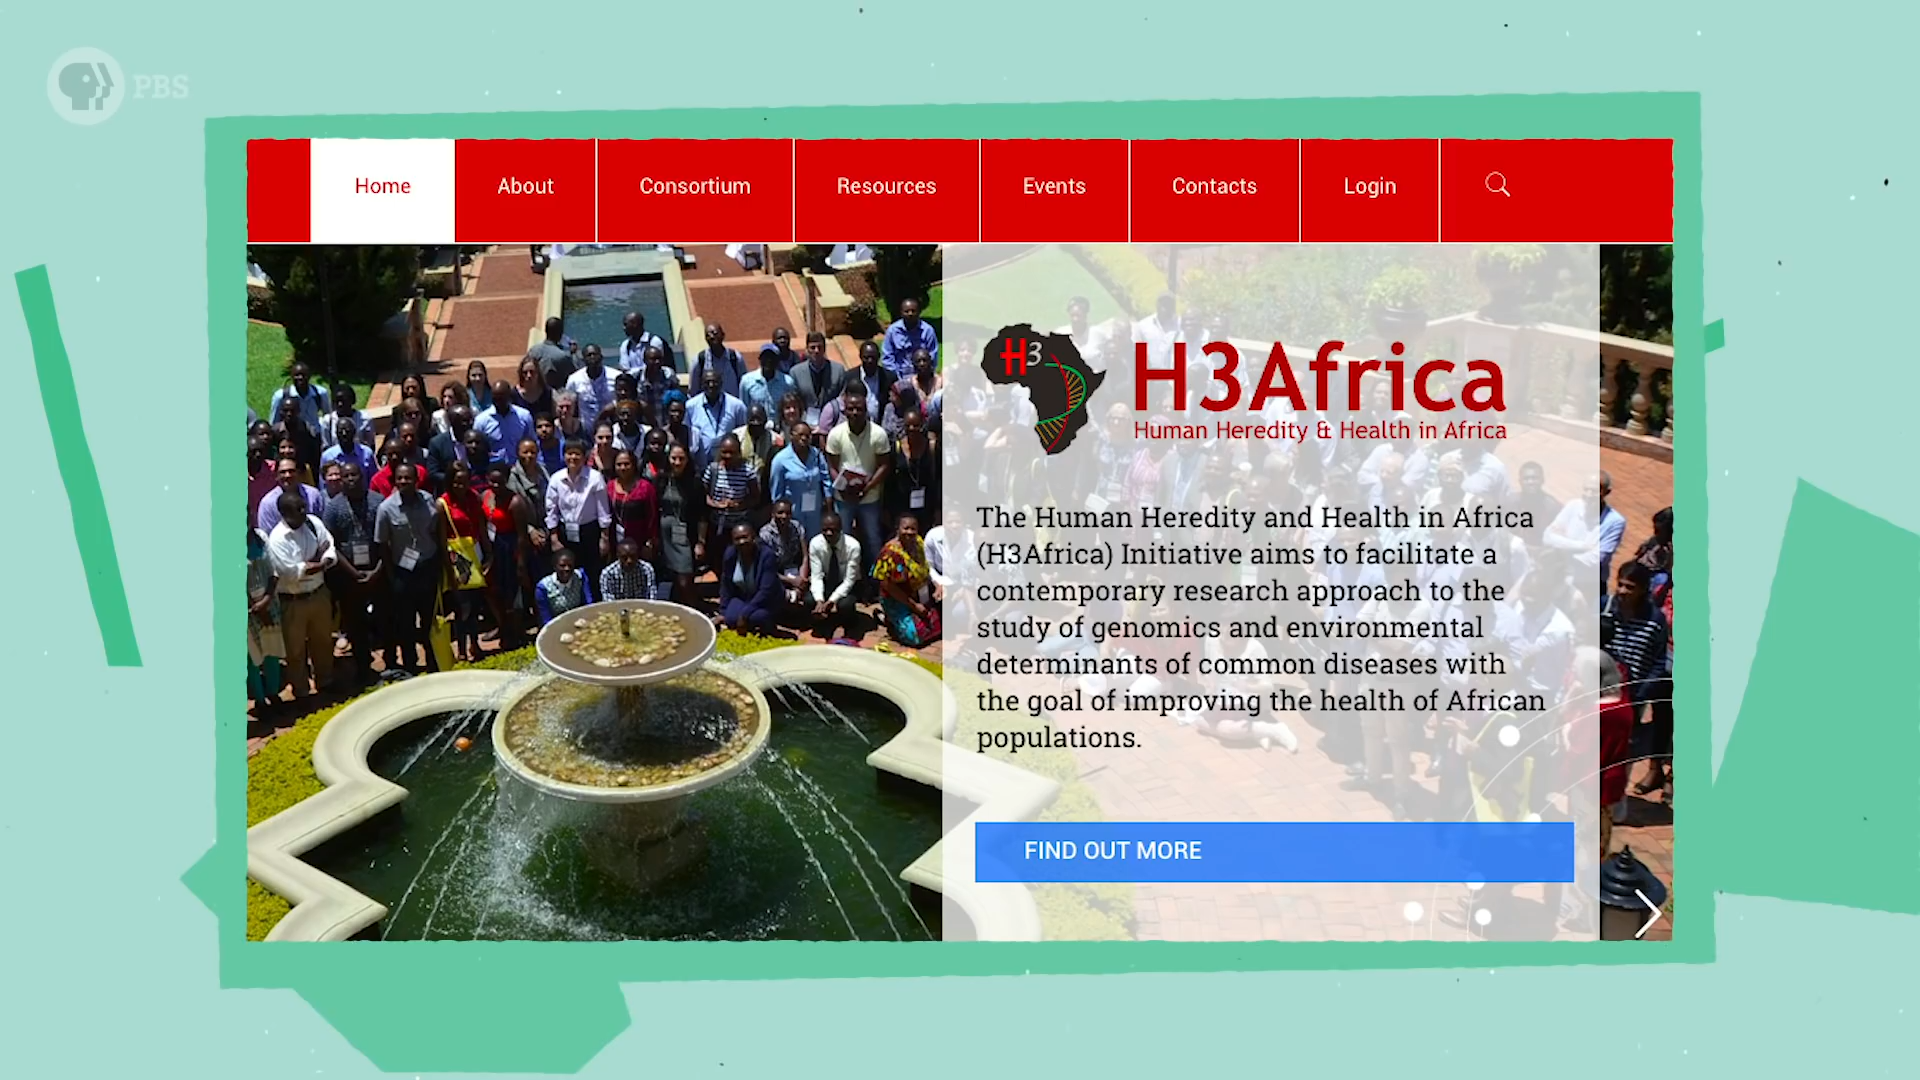 PBS
Home About Consortium Resources Events Contacts Login
H3
H3Africa
Human Heredity & Health in Africa
The Human Heredity and Health in Africa
(H3Africa) Initiative aims to facilitate a
contemporary research approach to the
study of genomics and environmental
determinants of common diseases with
the goal of improving the health of African
populations.
FIND OUT MORE